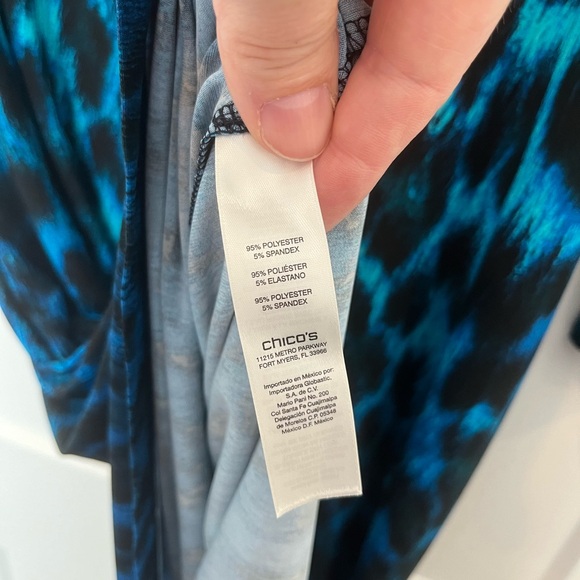 95% POLYESTER
5% SPANDEX
95% POLIÉSTER
5% ELASTANO
95% POLYESTER
5% SPANDEX
chico's
11215 METRO PARKWAY
FORT MYERS, FL 33966
Importado en México por:
Importadora Globastic,
S.A. de C.V.
Mario Pani No. 200
Col Santa Fe Cuajimalpa
Delegación Cuajimalpa
de Morelos C.P. 05348
México D.F. México